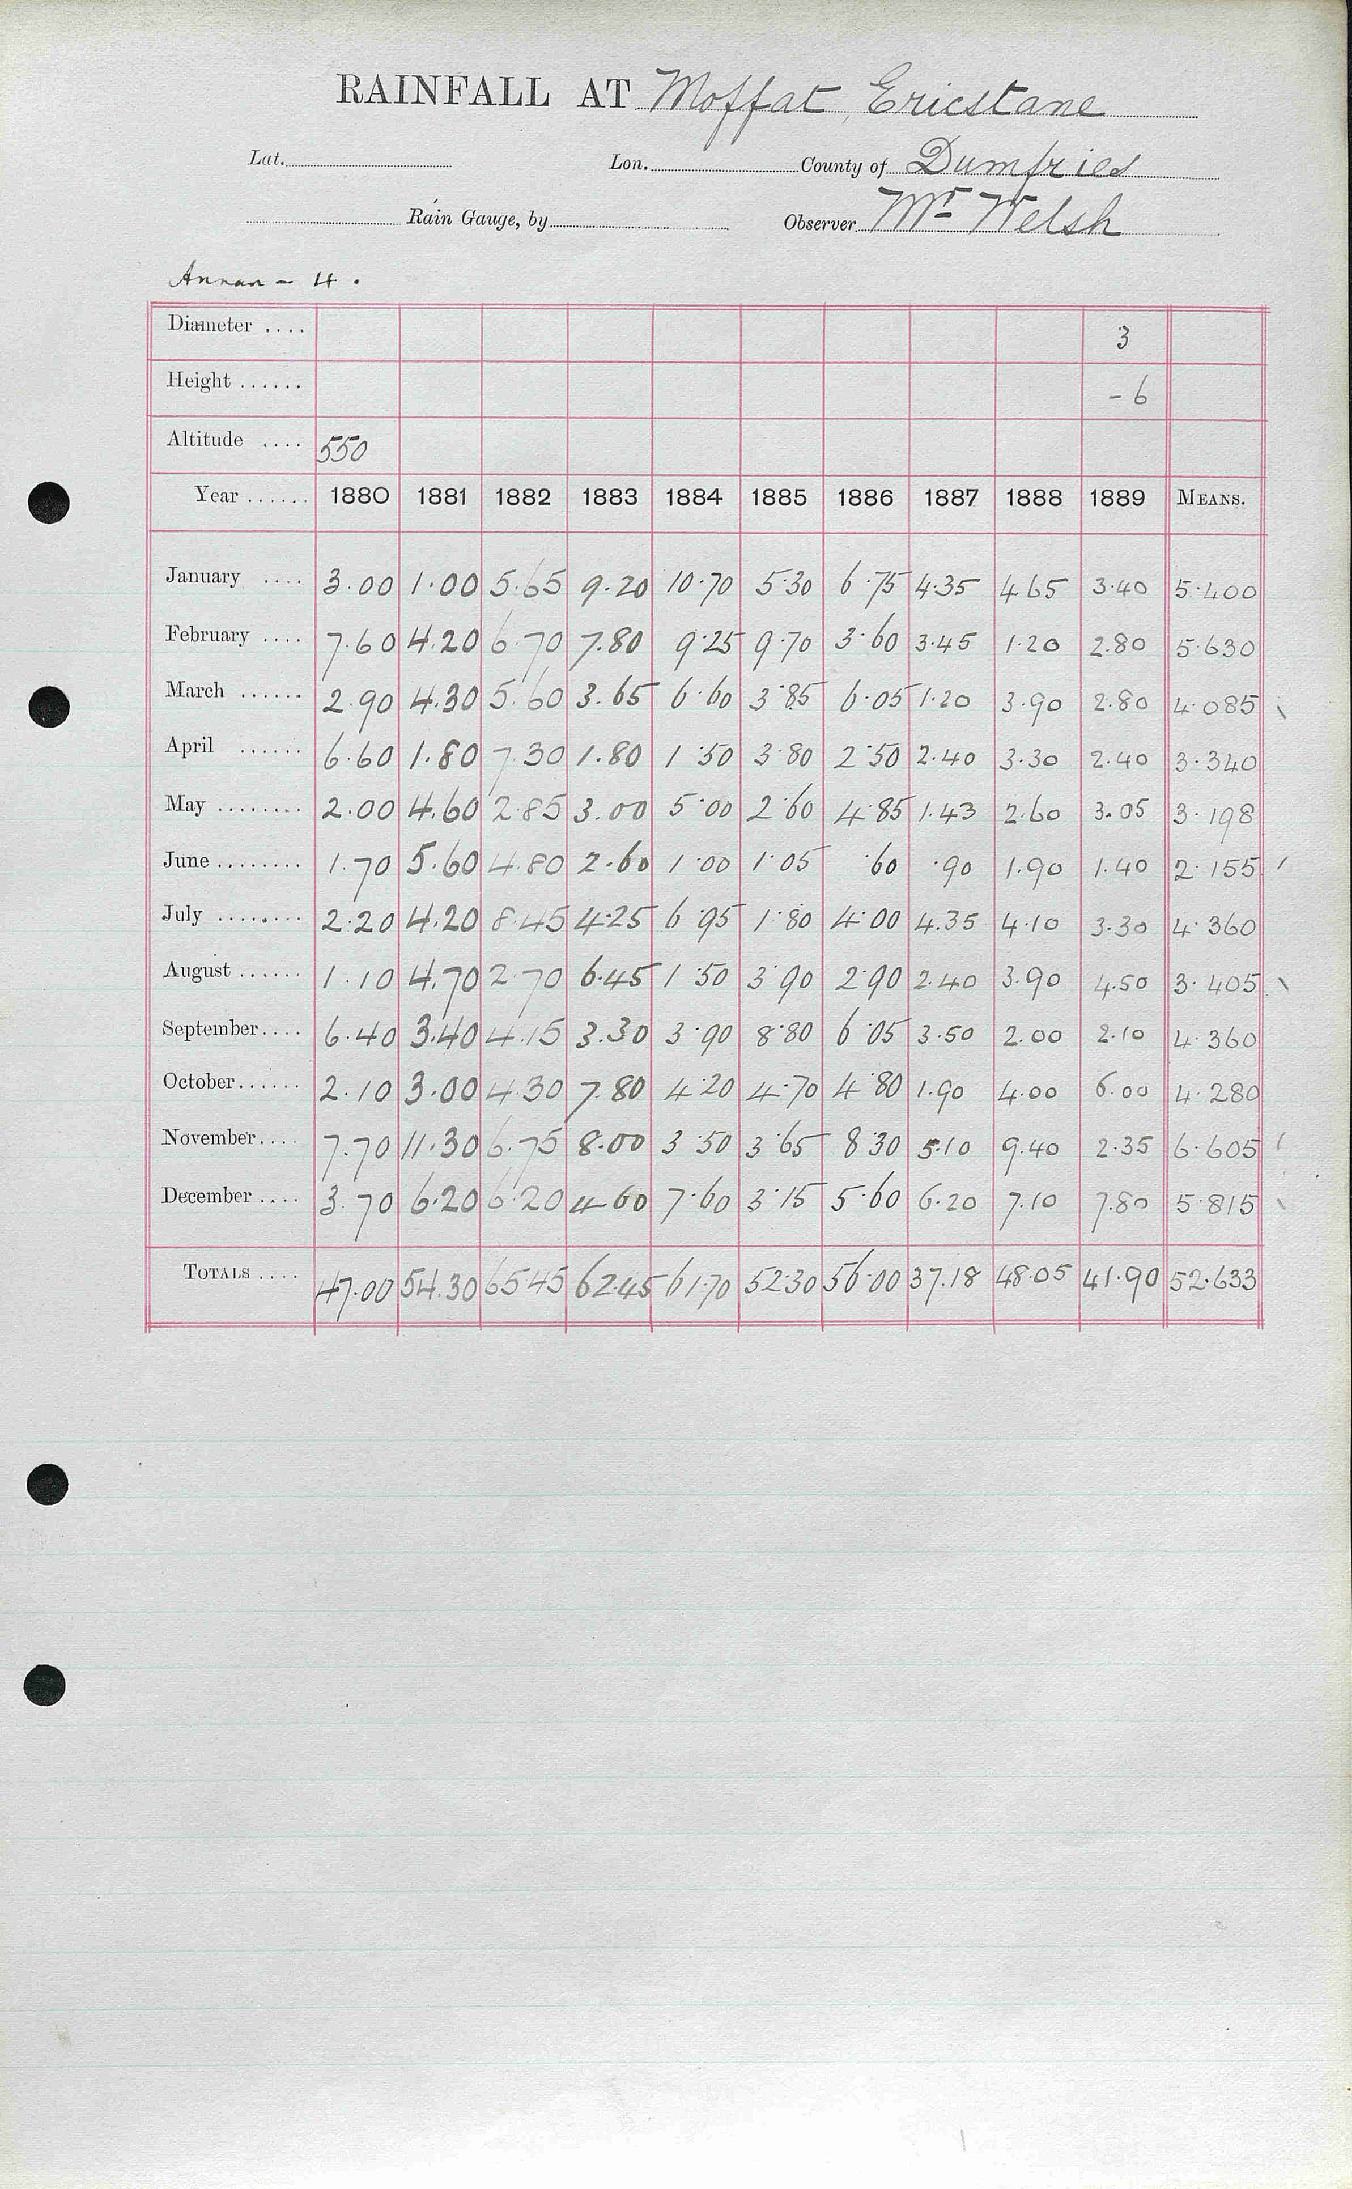 RAINFALL AT Moffat, Ericstane
Lat. Lon. County of Dumfries
Rain Gauge, by Observer Mr Welsh
Annan - 4.
Diameter .... 3
Height ...... - 6
Altitude .... 550
Year ...... 1880 1881 1882 1883 1884 1885 1886 1887 1888 1889 MEANS.
January .... 3.00 1.00 5.65 9.20 10.70 5.30 6.75 4.35 4.65 3.40 5.400
February .... 7.60 4.20 6.70 7.80 9.25 9.70 3.60 3.45 1.20 2.80 5.630
March ...... 2.90 4.30 5.60 3.65 6.60 3.85 6.05 1.20 3.90 2.80 4.085
April ...... 6.60 1.80 7.30 1.80 1.50 3.80 2.50 2.40 3.30 2.40 3.340
May ........ 2.00 4.60 2.85 3.00 5.00 2.60 4.85 1.43 2.60 3.05 3.198
June ........ 1.70 5.60 4.80 2.60 1.00 1.05 .60 .90 1.90 1.40 2.155
July ........ 2.20 4.20 8.45 4.25 6.95 1.80 4.00 4.35 4.10 3.30 4.360
August ...... 1.10 4.70 2.70 6.45 1.50 3.90 2.90 2.40 3.90 4.50 3.405
September.... 6.40 3.40 4.15 3.30 3.90 8.80 6.05 3.50 2.00 2.10 4.360
October...... 2.10 3.00 4.30 7.80 4.20 4.70 4.80 1.90 4.00 6.00 4.280
November.... 7.70 11.30 6.75 8.00 3.50 3.65 8.30 5.10 9.40 2.35 6.605
December .... 3.70 6.20 6.20 4.60 7.60 3.15 5.60 6.20 7.10 7.80 5.815
TOTALS .... 47.00 54.30 65.45 62.45 61.70 52.30 56.00 37.18 48.05 41.90 52.633